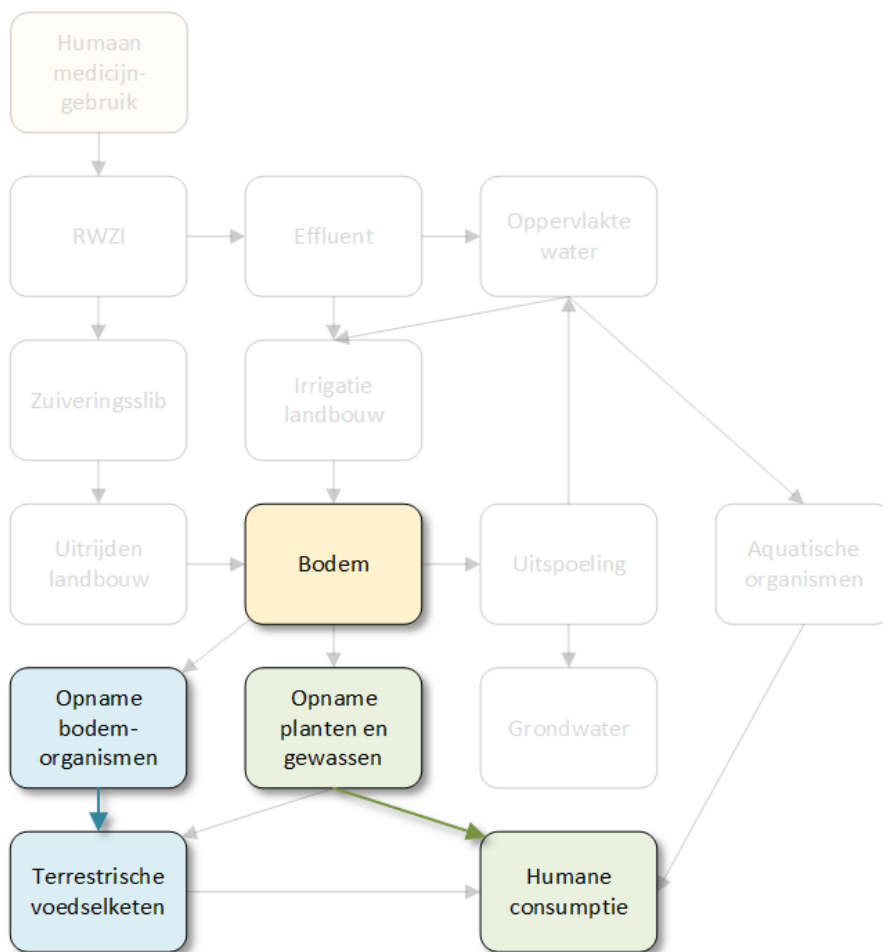 Humaan
medicijn-
gebruik
RWZI
Effluent
Oppervlakte
water
Zuiveringsslib
Irrigatie
landbouw
Uitrijden
landbouw
Bodem
Uitspoeling
Aquatische
organismen
Opname
bodem-
organismen
Opname
planten en
gewassen
Grondwater
Terrestrische
voedselketen
Humane
consumptie